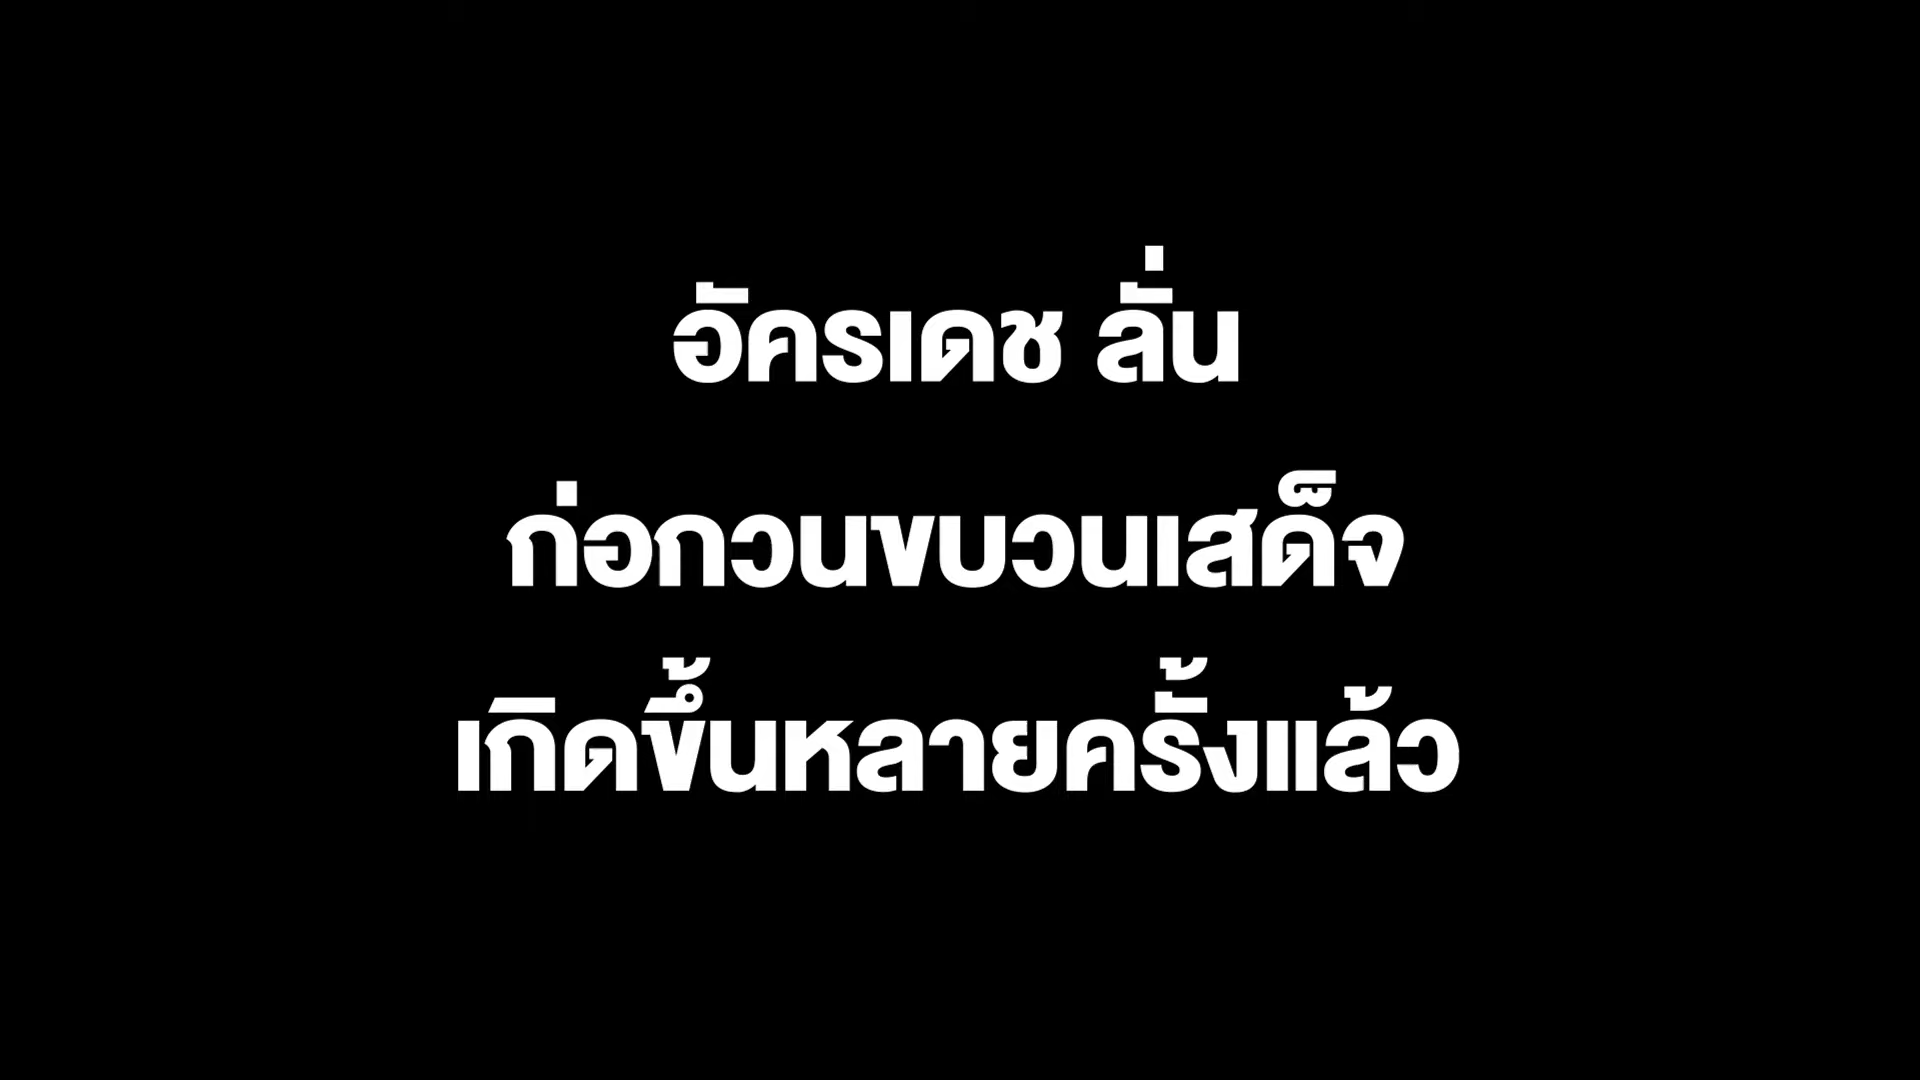 อัครเดช ลั่น
ก่อกวนขบวนเสด็จ
เกิดขึ้นหลายครั้งแล้ว